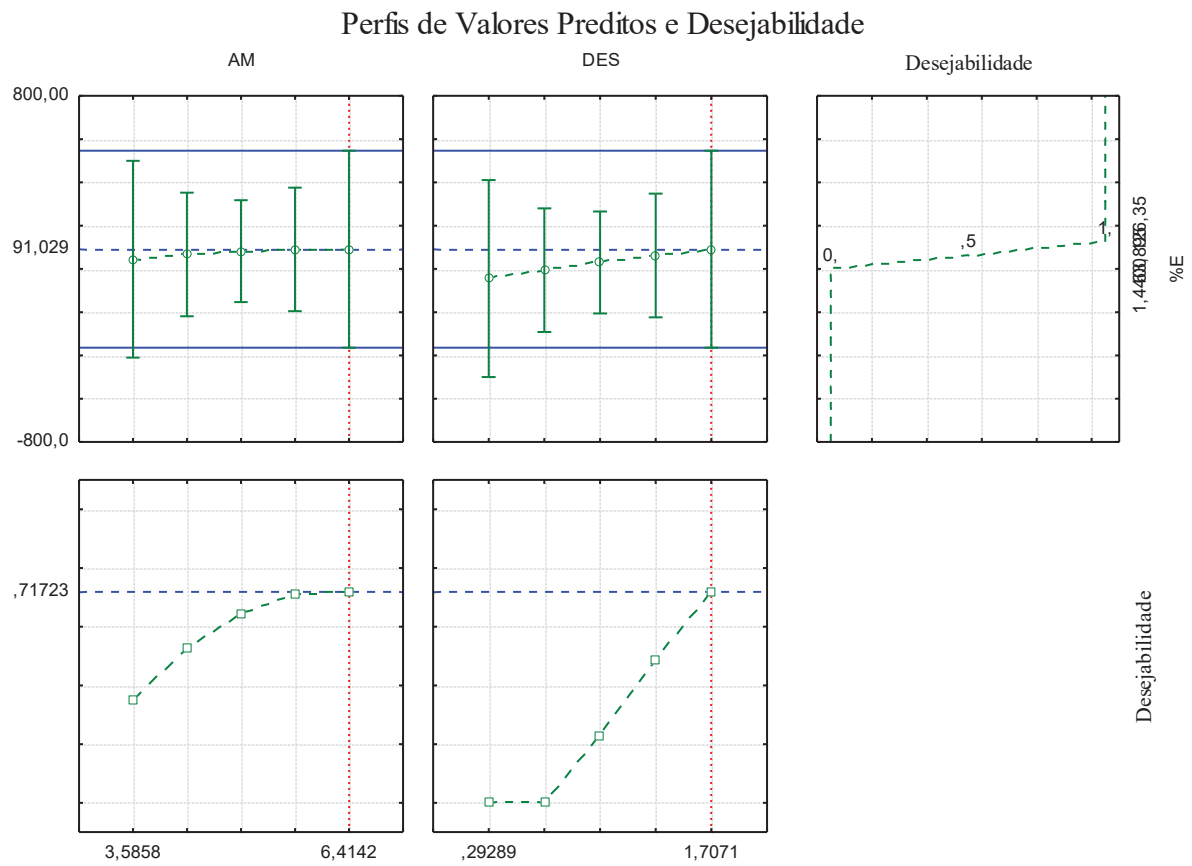 Perfis de Valores Preditos e Desejabilidade
AM
DES
Desejabilidade
800,00
91,029
-800,0
0,
,5
1,
%E
,71723
Desejabilidade
3,5858
6,4142
,29289
1,7071